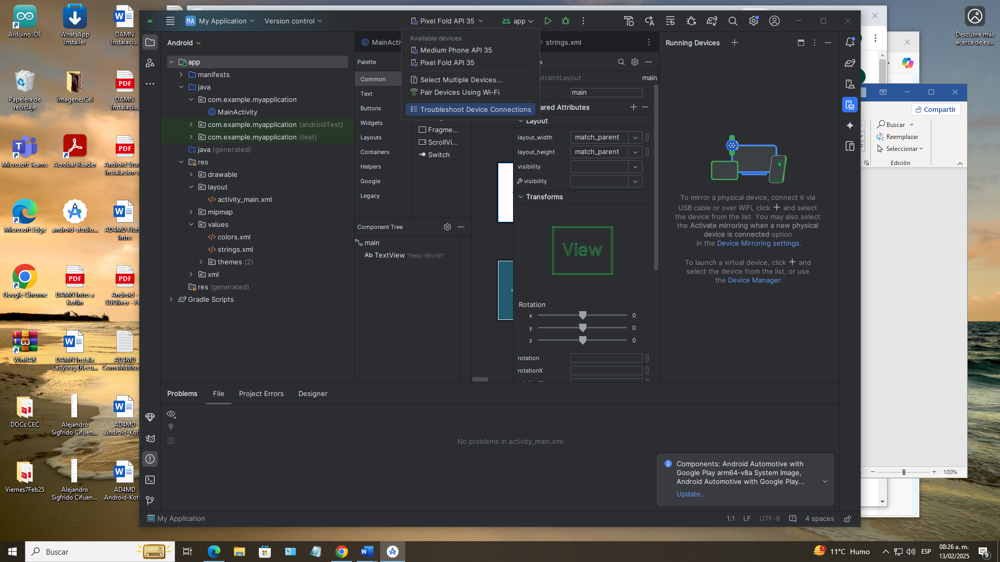 Arduino IDE
WhatsApp
Installer
DAMN
Instalaci...
Papelera de
reciclaje
ImagenesCel
DAMN
Instalaci...
Microsoft Teams
Acrobat Reader
Android Stud
Instalacion v
Microsoft Edge
android-studio...
AD4MD Flutt
Intro
Google Chrome
DAMN Intro a
Kotlin
Android -
SGOliver - Fu
WinRAR
DAMN Instala
Ladybug (Recu...
AD4MD
ComsMultius
DOCs CEC
Alejandro
Sigfrido Cifuen...
AD4MD
Android-Kotl
Viernes7Feb25
Alejandro
Sigfrido Cifuen...
AD4MD
Android-Kotl
Descubre más
acerca de es...
MA My Application
Version control
Pixel Fold API 35
app
Android
app
manifests
java
com.example.myapplication
MainActivity
com.example.myapplication (androidTest)
com.example.myapplication (test)
java (generated)
res
drawable
layout
activity_main.xml
mipmap
values
colors.xml
strings.xml
themes (2)
xml
res (generated)
Gradle Scripts
MainActiv
strings.xml
Available devices
Medium Phone API 35
Pixel Fold API 35
Select Multiple Devices...
Pair Devices Using Wi-Fi
Troubleshoot Device Connections
Palette
Common
Text
Buttons
Widgets
Layouts
Containers
Helpers
Google
Legacy
Fragme...
ScrollVi...
Switch
Component Tree
main
Ab TextView "Hello World!"
s
straintLayout
main
main
ared Attributes
Layout
layout_width
match_parent
layout_height
match_parent
visibility
visibility
Transforms
View
Rotation
x 0
y 0
z 0
rotation
rotationX
Running Devices
To mirror a physical device, connect it via
USB cable or over WiFi, click + and select
the device from the list. You may also select
the Activate mirroring when a new physical
device is connected option
in the Device Mirroring settings.
To launch a virtual device, click + and
select the device from the list, or use
the Device Manager.
Problems
File
Project Errors
Designer
No problems in activity_main.xml
Components: Android Automotive with
Google Play arm64-v8a System Image,
Android Automotive with Google Play...
Update...
My Application
1:1
LF
UTF-8
4 spaces
Compartir
Buscar
Reemplazar
Seleccionar
Edición
100%
Buscar
1
11°C Humo
ESP
08:26 a. m.
13/02/2025
9